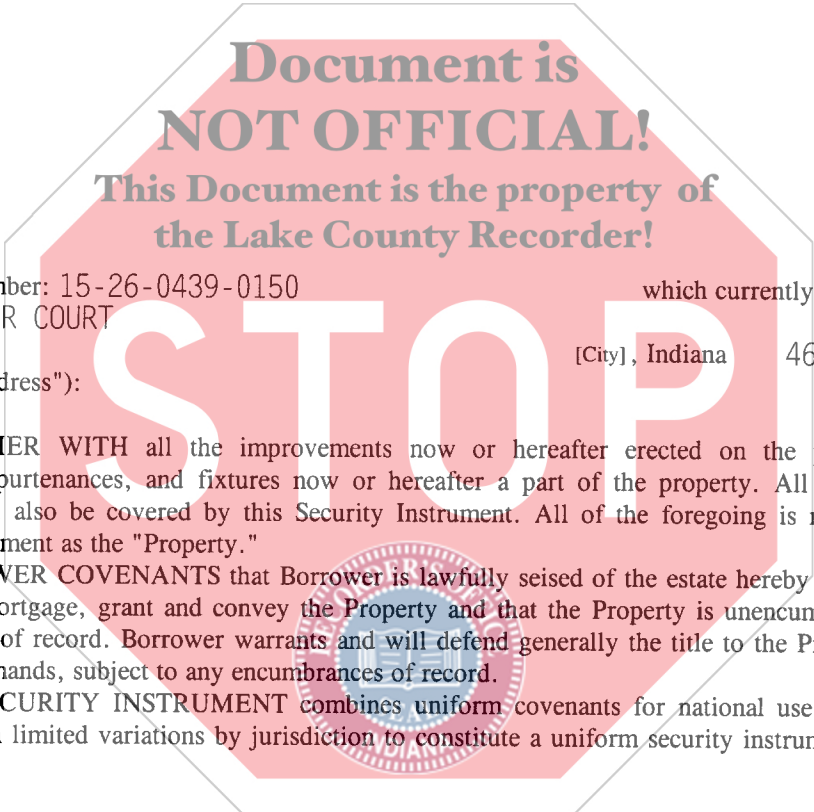 Document is
NOT OFFICIAL!
This Document is the property of
the Lake County Recorder!
nber: 15-26-0439-0150 which currently
R COURT
[City], Indiana 46
dress"):
STOP
IER WITH all the improvements now or hereafter erected on the
purtenances, and fixtures now or hereafter a part of the property. All
also be covered by this Security Instrument. All of the foregoing is
ment as the "Property."
VER COVENANTS that Borrower is lawfully seised of the estate hereby
ortgage, grant and convey the Property and that the Property is unencum
of record. Borrower warrants and will defend generally the title to the P
nands, subject to any encumbrances of record.
CURITY INSTRUMENT combines uniform covenants for national use
limited variations by jurisdiction to constitute a uniform security instrun
INDIANA